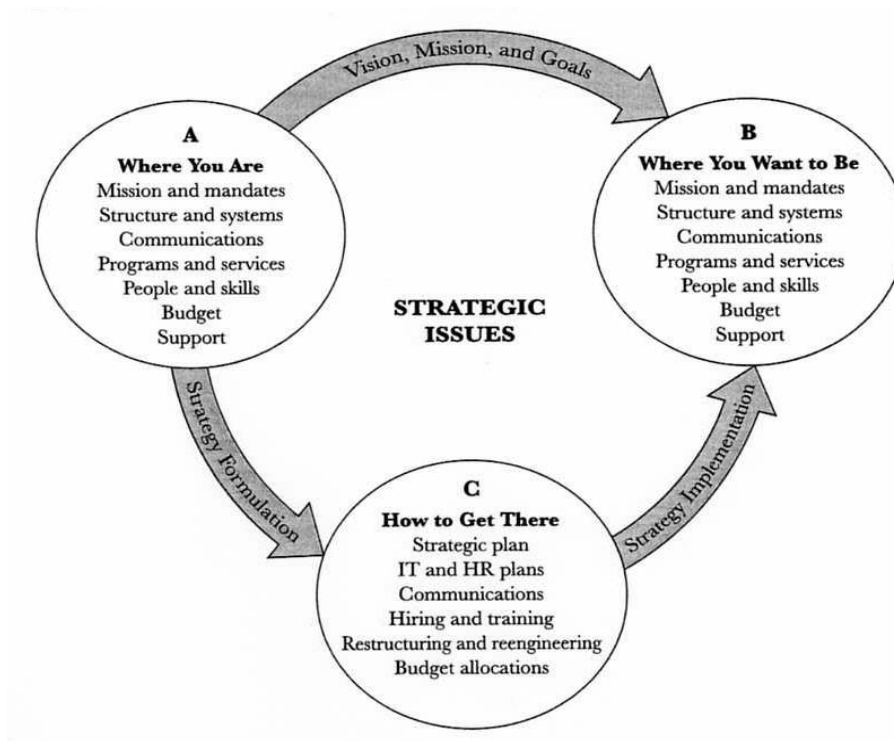 Vision, Mission, and Goals
A
Where You Are
Mission and mandates
Structure and systems
Communications
Programs and services
People and skills
Budget
Support
B
Where You Want to Be
Mission and mandates
Structure and systems
Communications
Programs and services
People and skills
Budget
Support
STRATEGIC
ISSUES
Strategy Formulation
Strategy Implementation
C
How to Get There
Strategic plan
IT and HR plans
Communications
Hiring and training
Restructuring and reengineering
Budget allocations